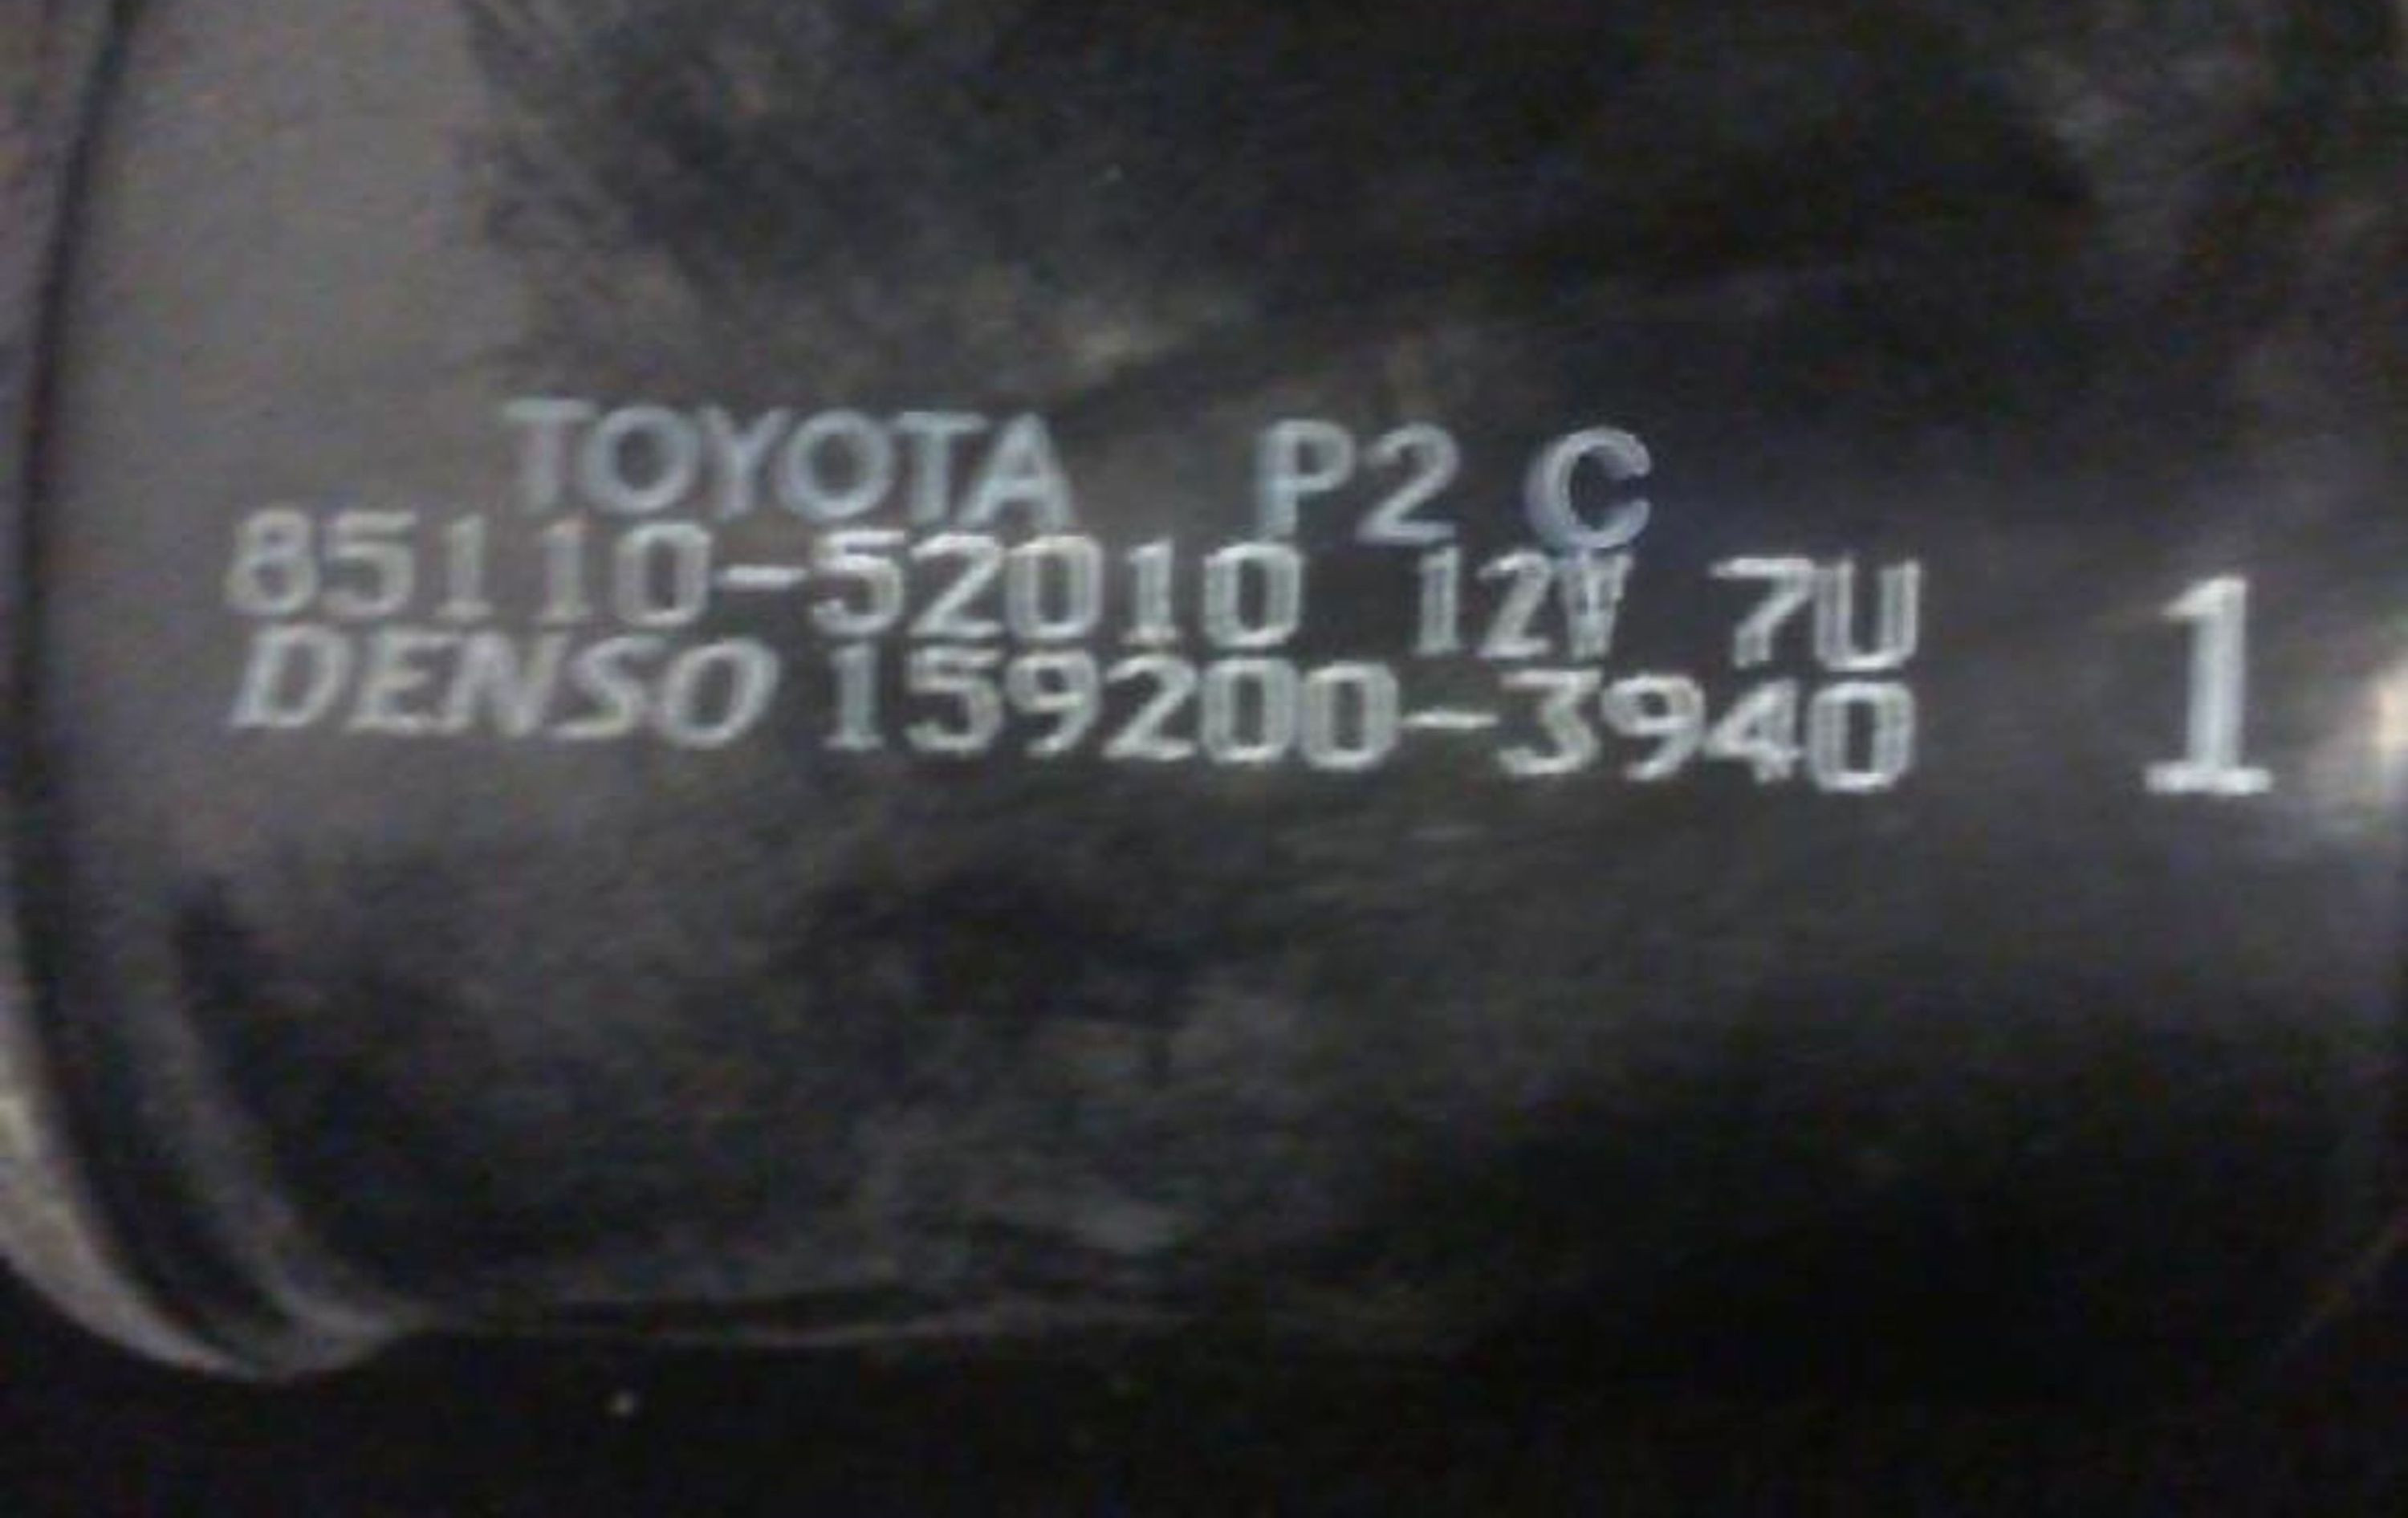 TOYOTA P2 C
85110-52010 12V 7U
DENSO 159200-3940
1